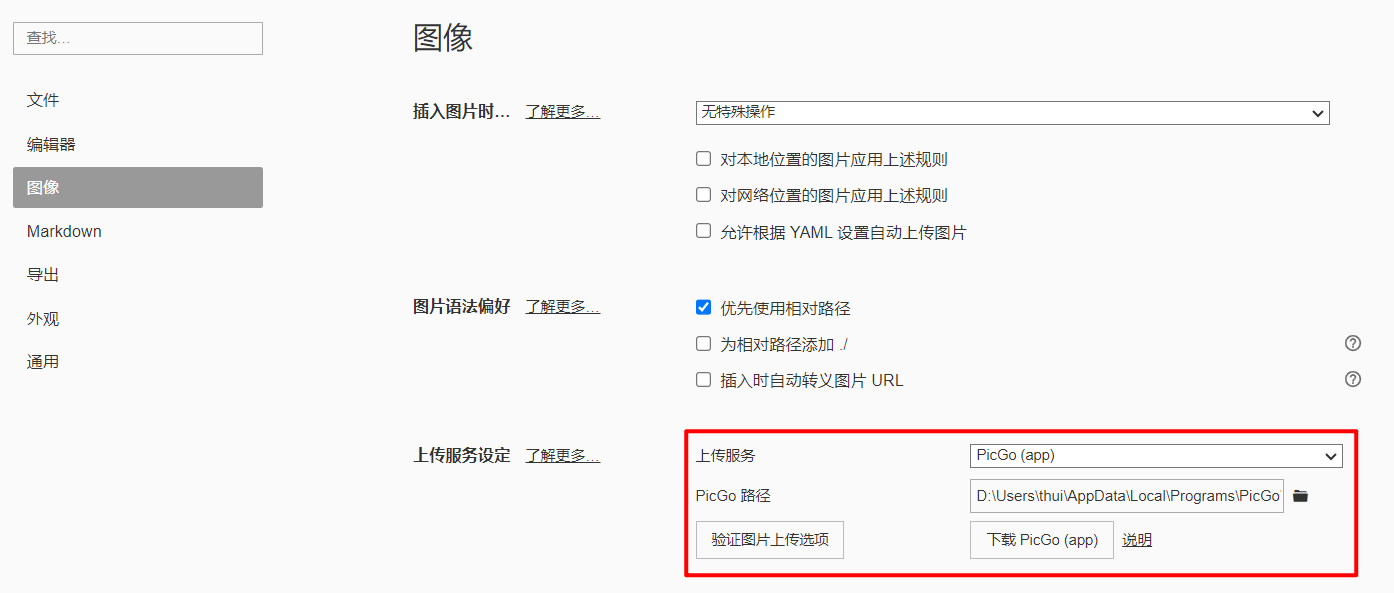 查找...
文件
编辑器
图像
Markdown
导出
外观
通用
图像
插入图片时... 了解更多... 无特殊操作
对本地位置的图片应用上述规则
对网络位置的图片应用上述规则
允许根据 YAML 设置自动上传图片
图片语法偏好 了解更多... 优先使用相对路径
为相对路径添加 ./
插入时自动转义图片 URL
上传服务设定 了解更多... 上传服务 PicGo (app)
PicGo 路径 D:\Users\thui\AppData\Local\Programs\PicGo
验证图片上传选项 下载 PicGo (app) 说明